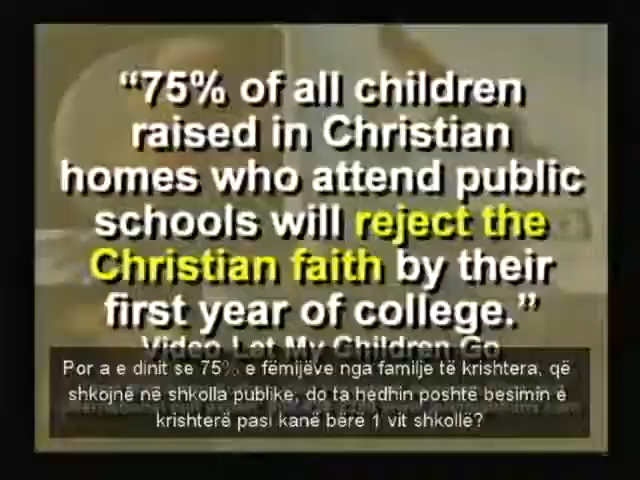 “75% of all children
raised in Christian
homes who attend public
schools will reject the
Christian faith by their
first year of college.”
Video Let My Children Go
Por a e dinit se 75% e fëmijëve nga familje të krishtera, që
shkojnë në shkolla publike, do ta hedhin poshtë besimin e
krishterë pasi kanë bërë 1 vit shkollë?